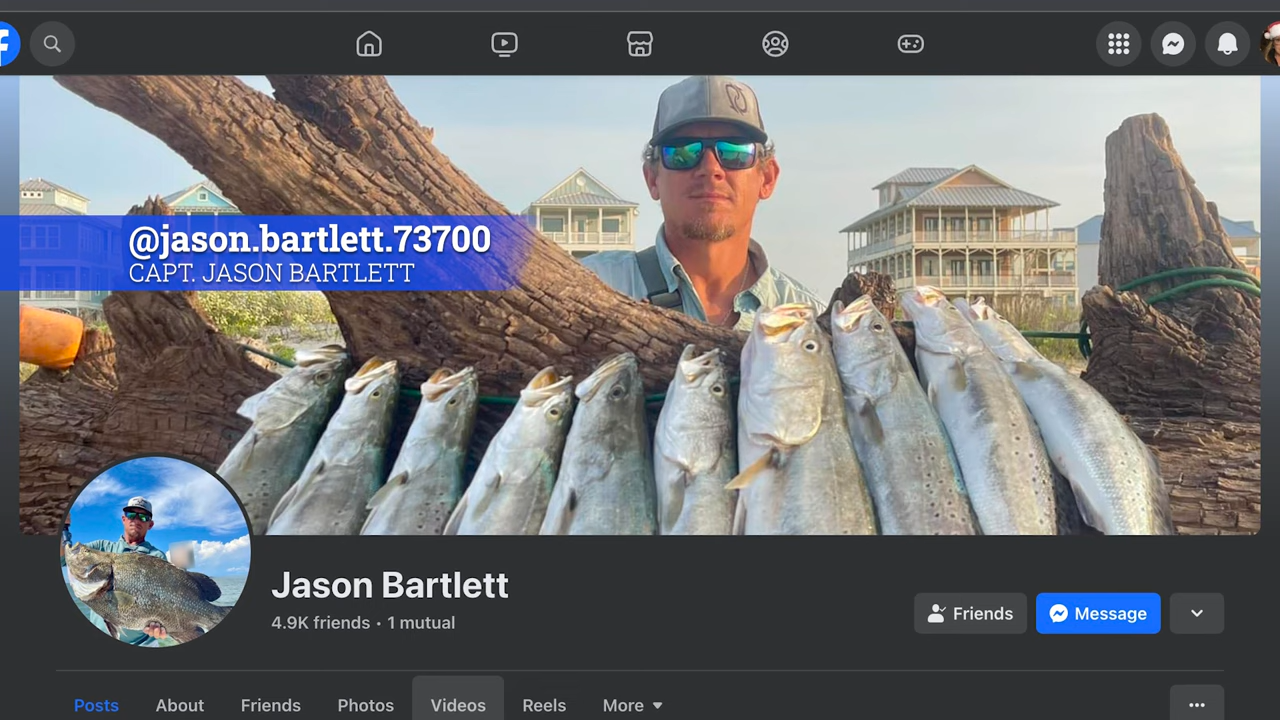 @jason.bartlett.73700
CAPT. JASON BARTLETT
Jason Bartlett
4.9K friends · 1 mutual
Friends
Message
Posts About Friends Photos Videos Reels More